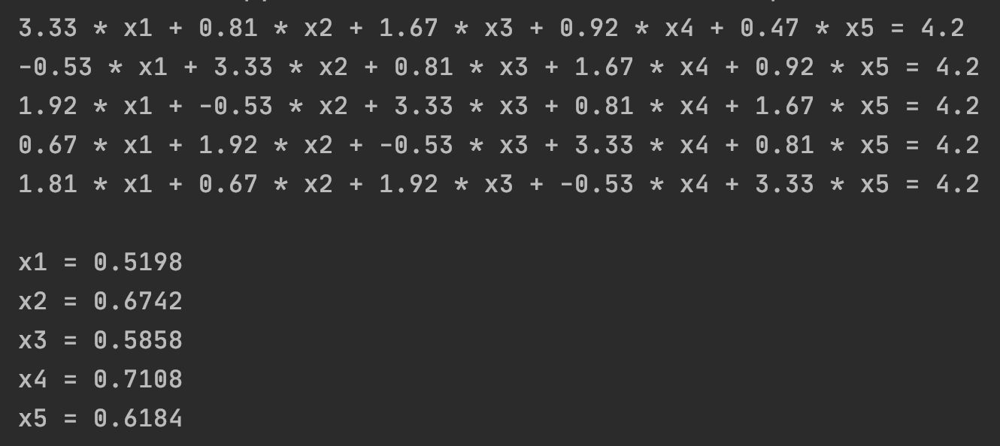 3.33 * x1 + 0.81 * x2 + 1.67 * x3 + 0.92 * x4 + 0.47 * x5 = 4.2
-0.53 * x1 + 3.33 * x2 + 0.81 * x3 + 1.67 * x4 + 0.92 * x5 = 4.2
1.92 * x1 + -0.53 * x2 + 3.33 * x3 + 0.81 * x4 + 1.67 * x5 = 4.2
0.67 * x1 + 1.92 * x2 + -0.53 * x3 + 3.33 * x4 + 0.81 * x5 = 4.2
1.81 * x1 + 0.67 * x2 + 1.92 * x3 + -0.53 * x4 + 3.33 * x5 = 4.2
x1 = 0.5198
x2 = 0.6742
x3 = 0.5858
x4 = 0.7108
x5 = 0.6184